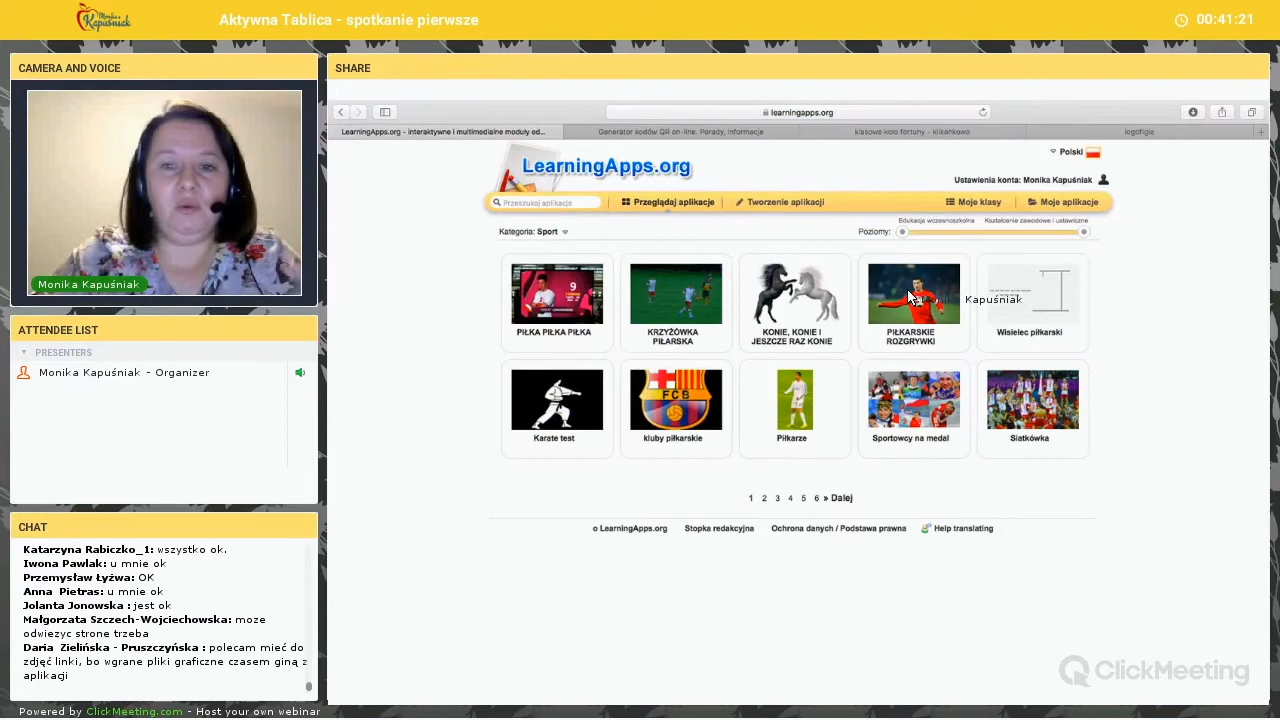 Monika
Kapuśniak
Aktywna Tablica - spotkanie pierwsze
00:41:21
CAMERA AND VOICE
Monika Kapuśniak
ATTENDEE LIST
PRESENTERS
Monika Kapuśniak - Organizer
CHAT
Katarzyna Rabiczko_1: wszystko ok.
Iwona Pawlak: u mnie ok
Przemysław Łyżwa: OK
Anna Pietras: u mnie ok
Jolanta Jonowska : jest ok
Małgorzata Szczech-Wojciechowska: moze
odwiezyc strone trzeba
Daria Zielińska - Pruszczyńska : polecam mieć do
zdjęć linki, bo wgrane pliki graficzne czasem giną z
aplikacji
Powered by ClickMeeting.com - Host your own webinar
SHARE
learningapps.org
LearningApps.org - interaktywne i multimedialne moduły ed...
Generator kodów QR on-line. Porady, informacje
klasowe koło fortuny - klikankowo
logofigle
LearningApps.org
Polski
Ustawienia konta: Monika Kapuśniak
Przeszukaj aplikacje
Przeglądaj aplikacje
Tworzenie aplikacji
Moje klasy
Moje aplikacje
Kategoria: Sport
Poziomy:
Edukacja wczesnoszkolna
Kształcenie zawodowe i ustawiczne
9
PIŁKA PIŁKA PIŁKA
KRZYŻÓWKA
PIŁARSKA
KONIE, KONIE I
JESZCZE RAZ KONIE
PIŁKARSKIE
ROZGRYWKI
Kapuśniak
Wisielec piłkarski
Karate test
FCB
kluby piłkarskie
Piłkarze
Sportowcy na medal
Siatkówka
1 2 3 4 5 6 » Dalej
o LearningApps.org
Stopka redakcyjna
Ochrona danych / Podstawa prawna
Help translating
ClickMeeting